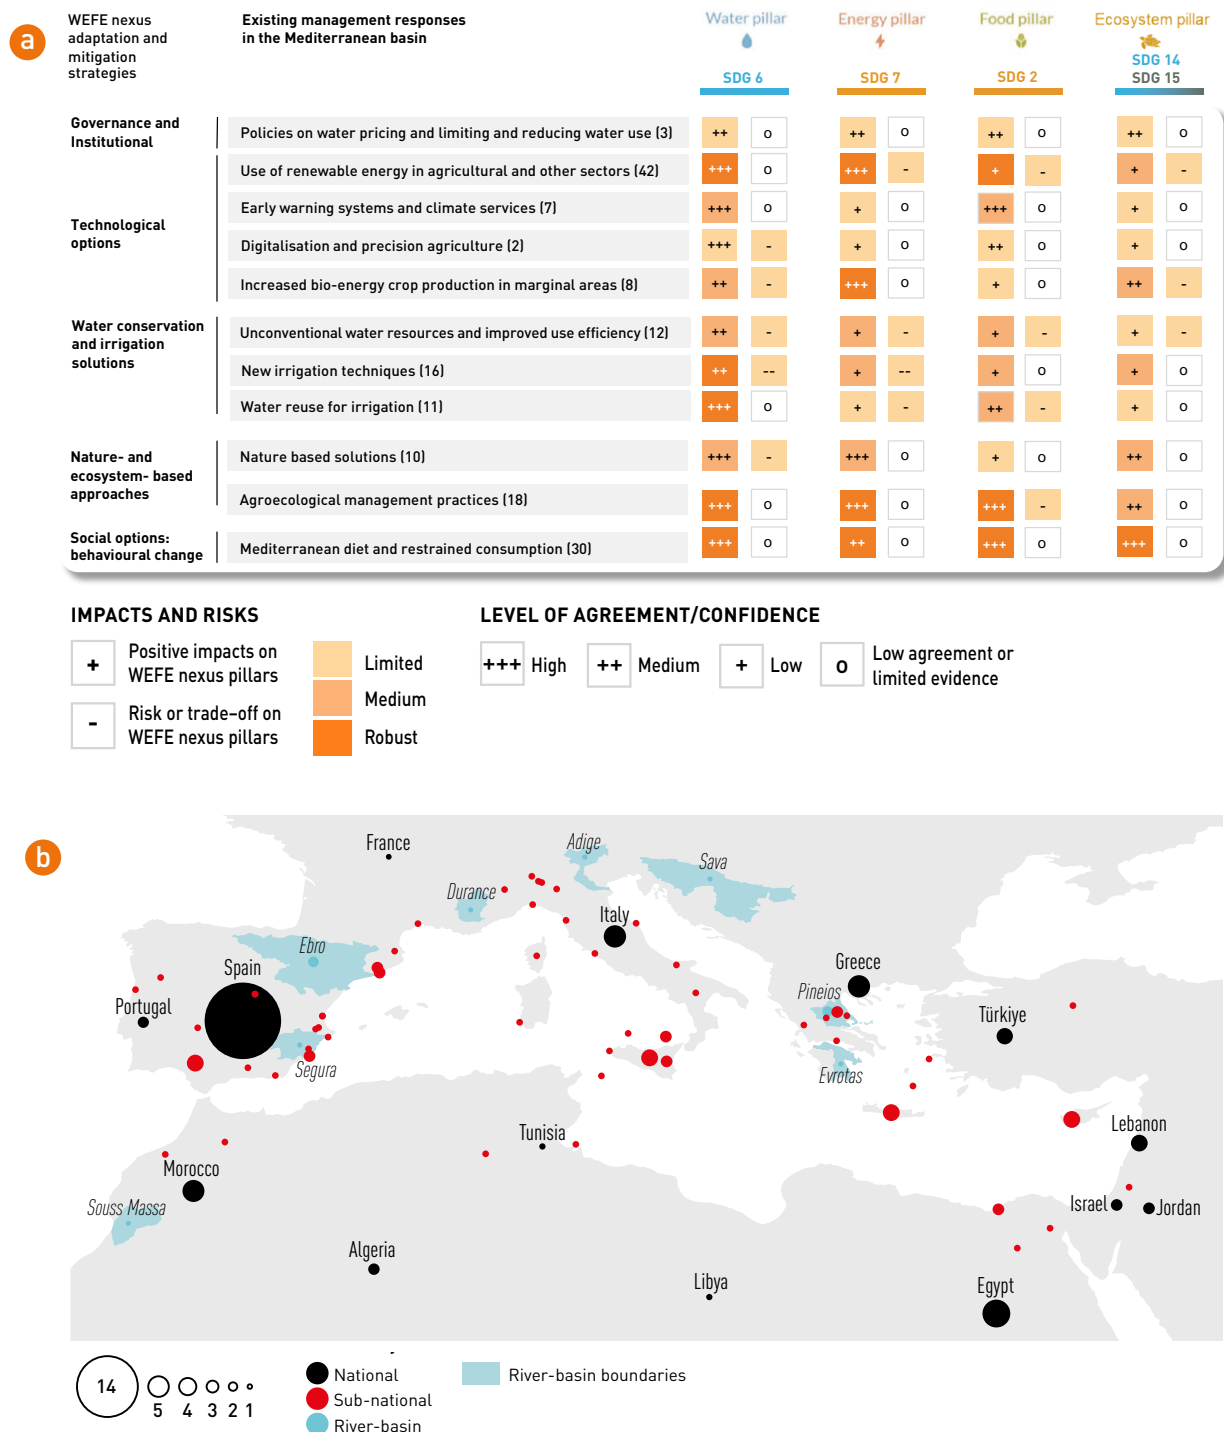 a
WEFE nexus
adaptation and
mitigation
strategies
Existing management responses
in the Mediterranean basin
Water pillar
Energy pillar
Food pillar
Ecosystem pillar
SDG 6
SDG 7
SDG 2
SDG 14
SDG 15
Governance and
Institutional
Policies on water pricing and limiting and reducing water use (3) ++ o ++ o ++ o ++ o
Technological
options
Use of renewable energy in agricultural and other sectors (42) +++ o +++ - + - + -
Early warning systems and climate services (7) +++ o + o +++ o + o
Digitalisation and precision agriculture (2) +++ - + o ++ o + o
Increased bio-energy crop production in marginal areas (8) ++ - +++ o + o ++ -
Water conservation
and irrigation
solutions
Unconventional water resources and improved use efficiency (12) ++ - + - + - + -
New irrigation techniques (16) ++ -- + -- + o + o
Water reuse for irrigation (11) +++ o + - ++ - + o
Nature- and
ecosystem- based
approaches
Nature based solutions (10) +++ - +++ o + o ++ o
Agroecological management practices (18) +++ o +++ o +++ - ++ o
Social options:
behavioural change
Mediterranean diet and restrained consumption (30) +++ o ++ o +++ o +++ o
IMPACTS AND RISKS
+ Positive impacts on
WEFE nexus pillars
- Risk or trade-off on
WEFE nexus pillars
Limited
Medium
Robust
LEVEL OF AGREEMENT/CONFIDENCE
+++ High
++ Medium
+ Low
o Low agreement or
limited evidence
b
France
Adige
Sava
Durance
Italy
Ebro
Spain
Greece
Pineios
Portugal
Türkiye
Segura
Evrotas
Tunisia
Lebanon
Morocco
Souss Massa
Israel
Jordan
Algeria
Libya
Egypt
14
5 4 3 2 1
National
Sub-national
River-basin
River-basin boundaries